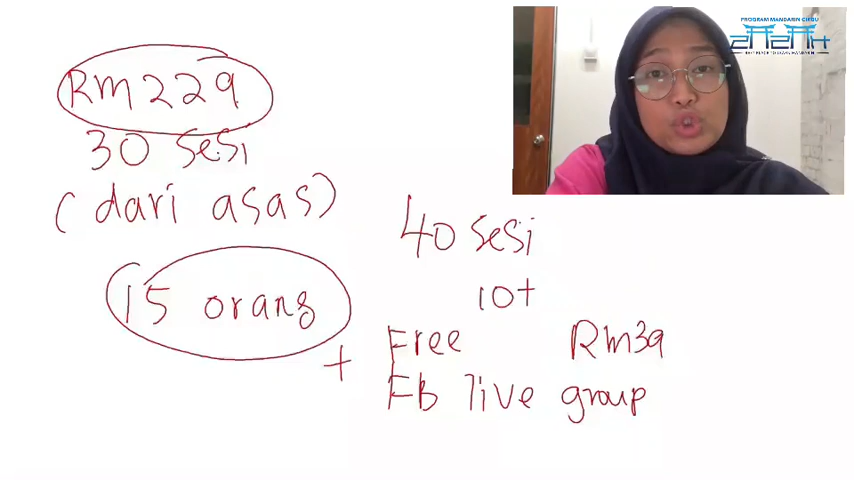 RM229
30 sesi
(dari asas)
15 orang
+
40 sesi
10+
Free RM39
FB live group
PROGRAM MANDARIN CIKGU